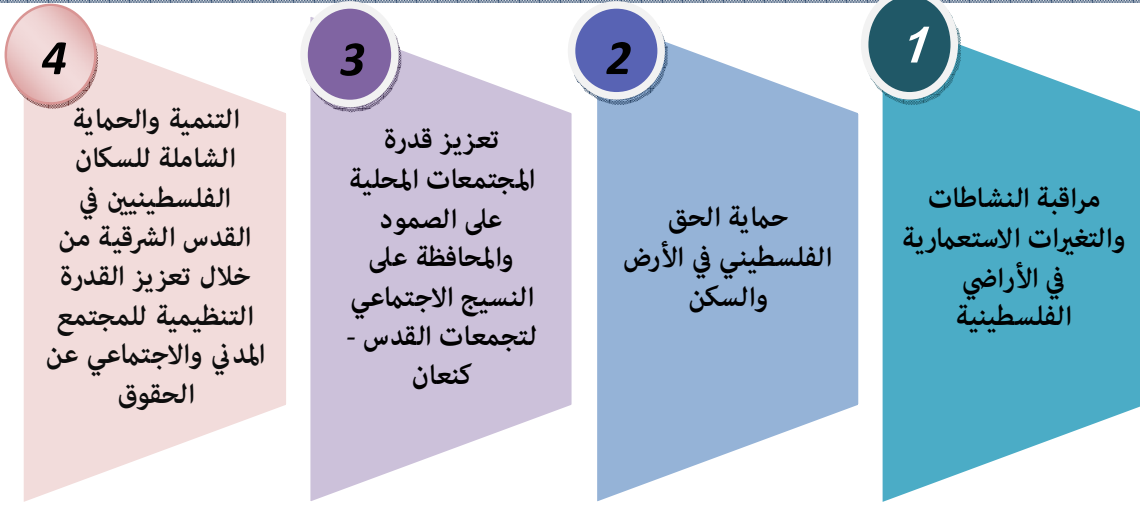 1
مراقبة النشاطات
والتغيرات الاستعمارية
في الأراضي
الفلسطينية
2
حماية الحق
الفلسطيني في الأرض
والسكن
3
تعزيز قدرة
المجتمعات المحلية
على الصمود
والمحافظة على
النسيج الاجتماعي
لتجمعات القدس -
كنعان
4
التنمية والحماية
الشاملة للسكان
الفلسطينيين في
القدس الشرقية من
خلال تعزيز القدرة
التنظيمية للمجتمع
المدني والاجتماعي عن
الحقوق